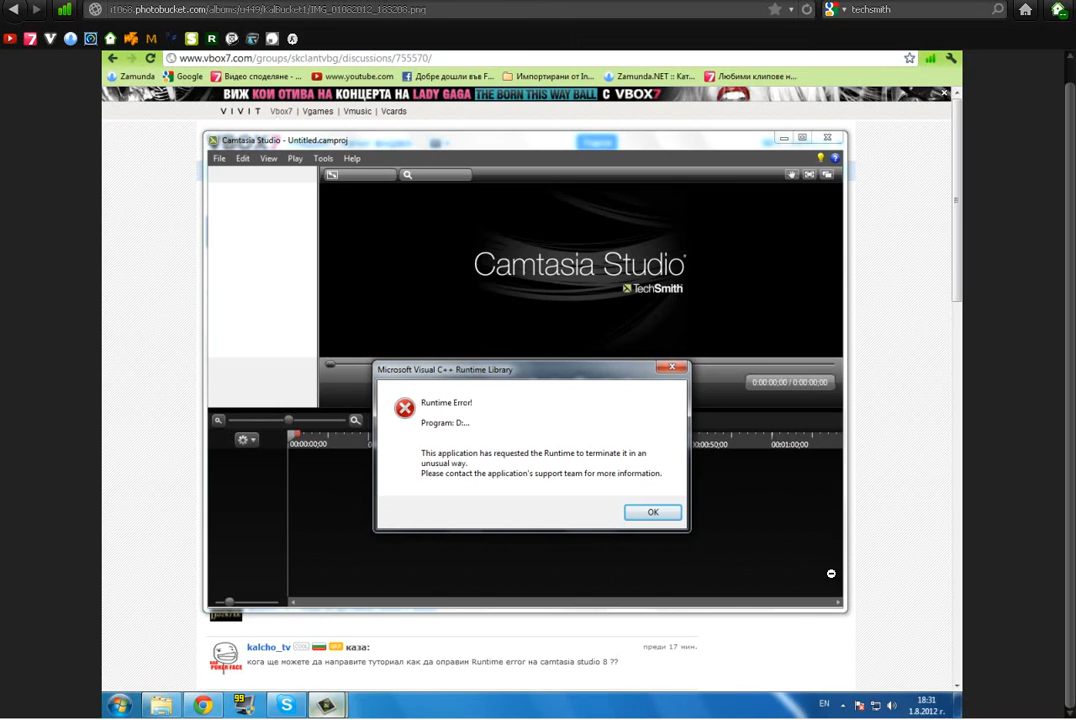 i1068.photobucket.com/albums/u449/KalBucket1/IMG_01082012_183208.png
techsmith
www.vbox7.com/groups/skclantvbg/discussions/755570/
Zamunda
Google
Видео споделяне - ...
www.youtube.com
Добре дошли във F...
Импортирани от In...
Zamunda.NET :: Кат...
Любими клипове н...
ВИЖ КОЙ ОТИВА НА КОНЦЕРТА НА LADY GAGA THE BORN THIS WAY BALL С VBOX7
VIVIT Vbox7 | Vgames | Vmusic | Vcards
Camtasia Studio - Untitled.camproj
File Edit View Play Tools Help
Camtasia Studio
TechSmith
0:00:00;00 / 0:00:00;00
Microsoft Visual C++ Runtime Library
Runtime Error!
Program: D:...
This application has requested the Runtime to terminate it in an
unusual way.
Please contact the application's support team for more information.
OK
00:00:00;00
00:00:50;00
00:01:00;00
kalcho_tv
COOL
каза:
преди 17 мин.
кога ще можете да направите туториал как да оправим Runtime error на camtasia studio 8 ??
POKER FACE
EN
18:31
1.8.2012 г.